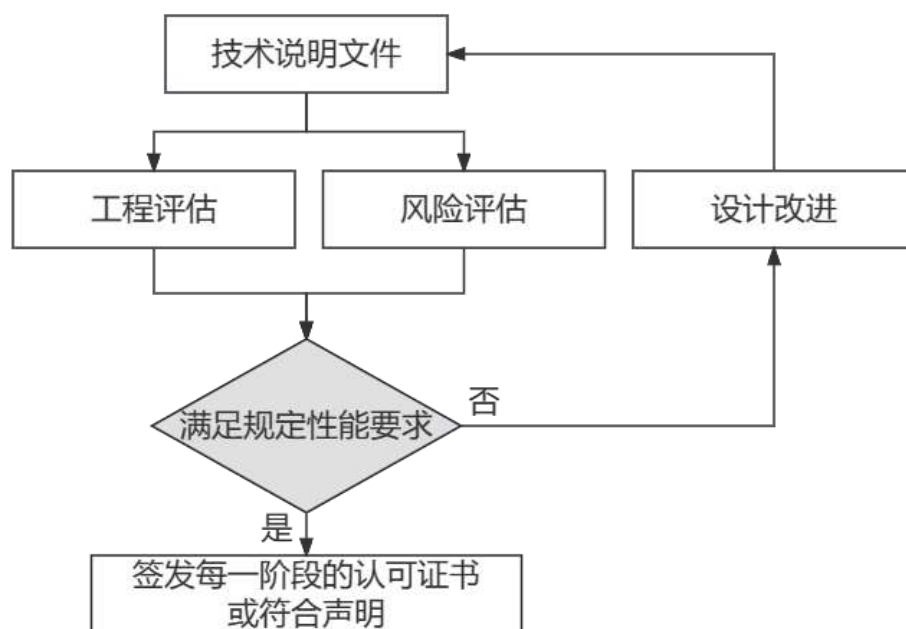 技术说明文件
工程评估
风险评估
设计改进
满足规定性能要求
否
是
签发每一阶段的认可证书
或符合声明